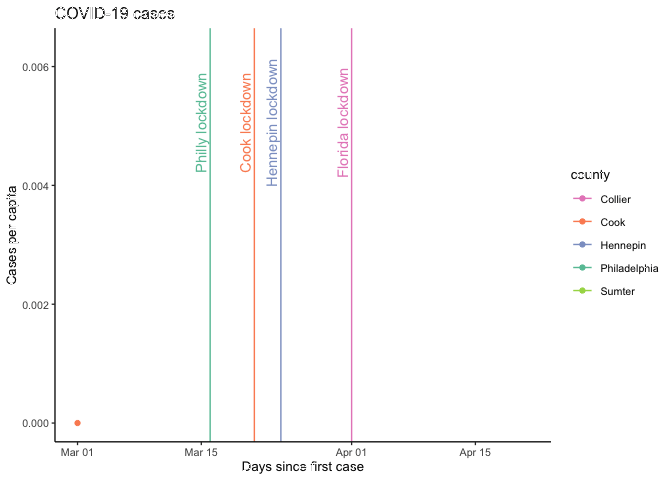 COVID-19 cases
Cases per capita
0.006
0.004
0.002
0.000
Philly lockdown
Cook lockdown
Hennepin lockdown
Florida lockdown
Mar 01
Mar 15
Apr 01
Apr 15
Days since first case
county
Collier
Cook
Hennepin
Philadelphia
Sumter